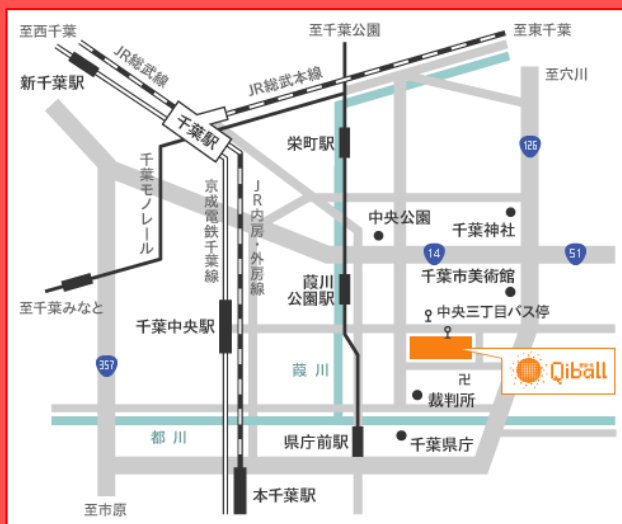 至西千葉
至千葉公園
至東千葉
JR総武線
JR総武本線
新千葉駅
至穴川
千葉駅
栄町駅
126
千葉モノレール
京成電鉄千葉線
JR内房・外房線
中央公園
千葉神社
14
51
葭川
公園駅
千葉市美術館
至千葉みなと
千葉中央駅
中央三丁目バス停
357
葭川
Qiball
卍
裁判所
都川
県庁前駅
千葉県庁
本千葉駅
至市原